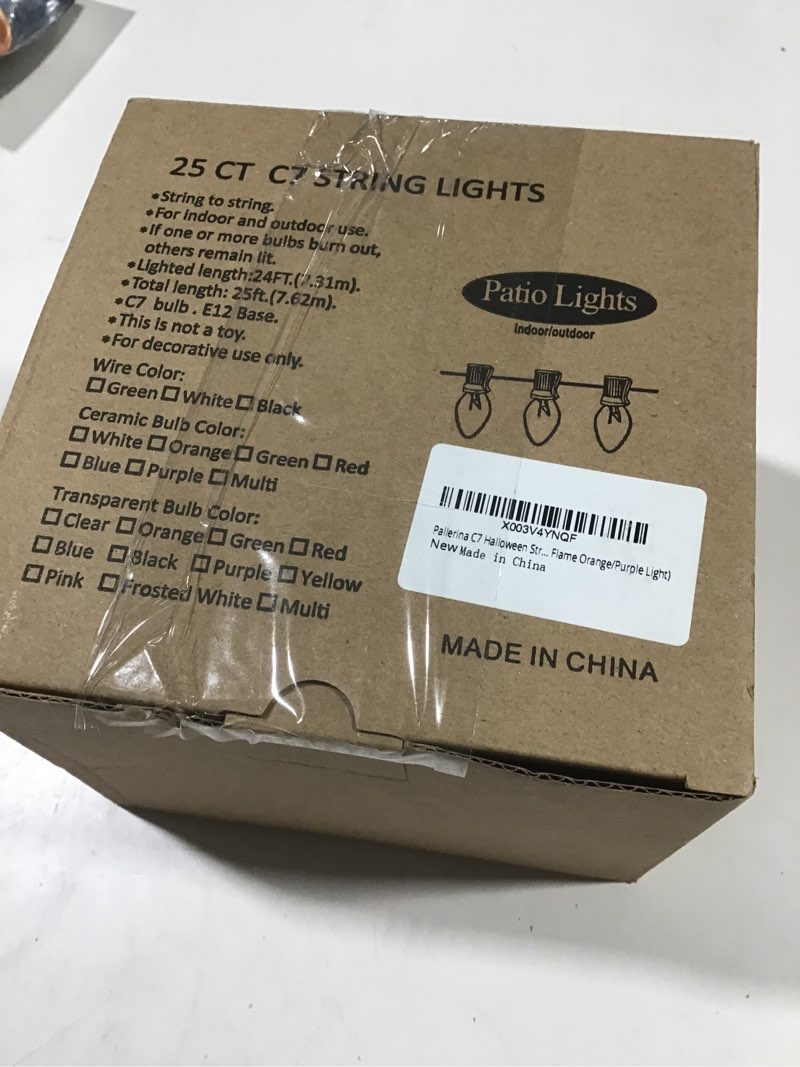 25 CT C7 STRING LIGHTS
•String to string.
•For indoor and outdoor use.
•If one or more bulbs burn out,
others remain lit.
•Lighted length:24FT.(7.31m).
•Total length: 25ft.(7.62m).
•C7 bulb . E12 Base.
•This is not a toy.
•For decorative use only.
Wire Color:
☐Green ☐White ☐Black
Ceramic Bulb Color:
☐White ☐Orange ☐Green ☐Red
☐Blue ☐Purple ☐Multi
Transparent Bulb Color:
☐Clear ☐Orange ☐Green ☐Red
☐Blue ☐Black ☐Purple ☐Yellow
☐Pink ☐Frosted White ☐Multi
Patio Lights
indoor/outdoor
X003V4YNQF
Pallerina C7 Halloween Str... Flame Orange/Purple Light)
New Made in China
MADE IN CHINA